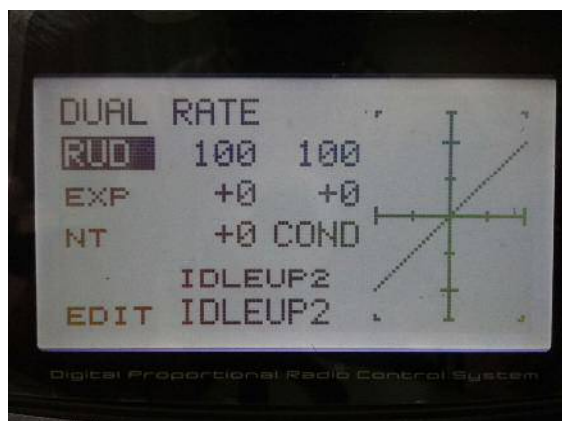 DUAL RATE
RUD 100 100
EXP +0 +0
NT +0 COND
IDLEUP2
EDIT IDLEUP2
Digital Proportional Radio Control System